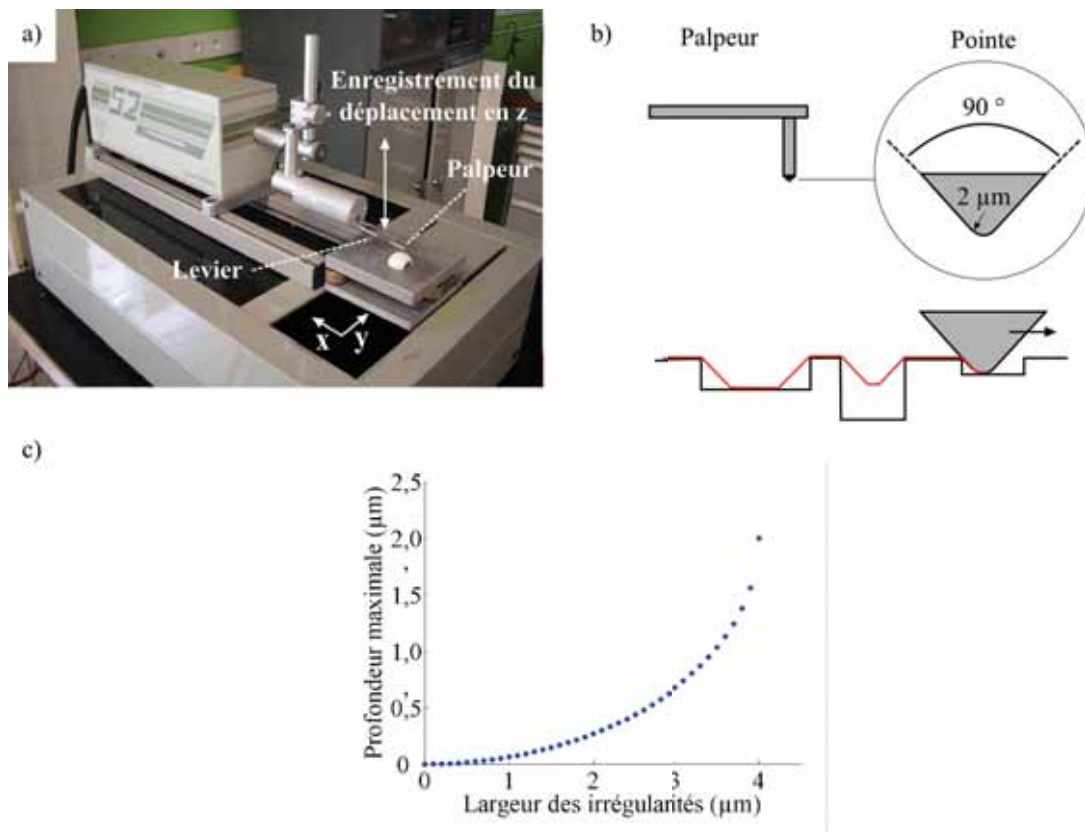 a)
S2
Enregistrement du
déplacement en z
Palpeur
Levier
x y
b)
Palpeur
Pointe
90 °
2 µm
c)
Profondeur maximale (µm)
2,5
2,0
1,5
1,0
0,5
0
0 1 2 3 4
Largeur des irrégularités (µm)